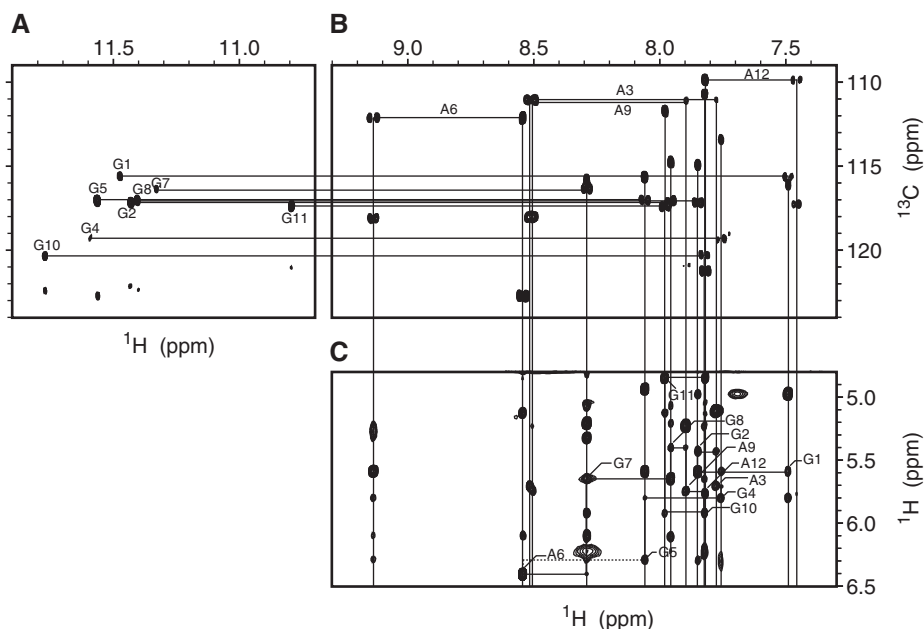 A
B
11.5 11.0
9.0 8.5 8.0 7.5
A12
110
A3
A6
A9
G1
115
G5 G8 G7
G2
G11
G4
G10
120
13C (ppm)
1H (ppm)
C
5.0
G11
G8
G2
A9
G7
A12
G1
5.5
A3
G4
G10
6.0
A6
G5
6.5
1H (ppm)
1H (ppm)